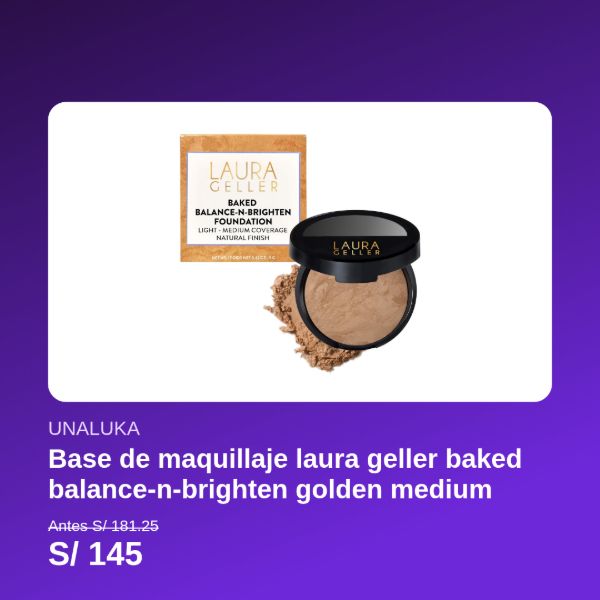 LAURA
GELLER
BAKED
BALANCE-N-BRIGHTEN
FOUNDATION
LIGHT - MEDIUM COVERAGE
NATURAL FINISH
LAURA
GELLER
UNALUKA
Base de maquillaje laura geller baked
balance-n-brighten golden medium
Antes S/ 181.25
S/ 145